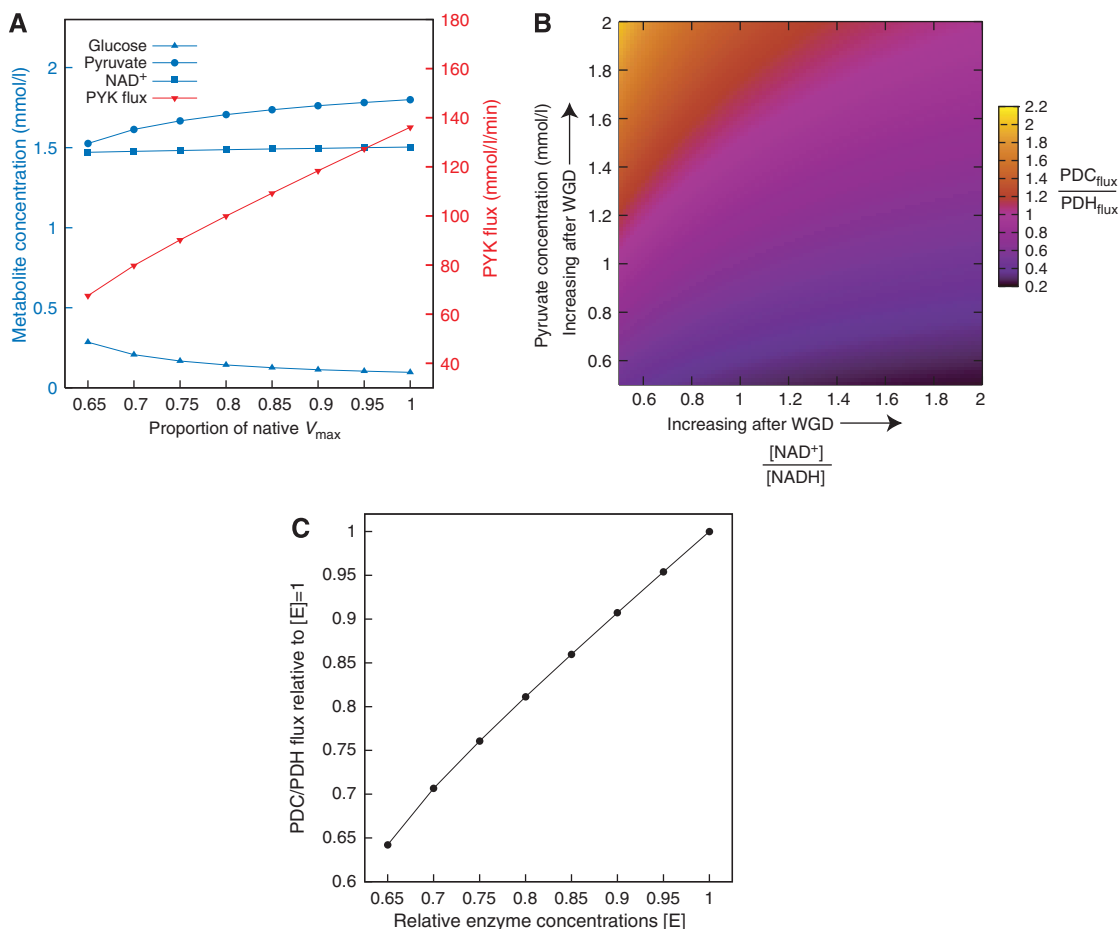 A
Glucose
Pyruvate
NAD+
PYK flux
Metabolite concentration (mmol/l)
2
1.5
1
0.5
0
180
160
140
120
100
80
60
40
PYK flux (mmol/l/min)
0.65 0.7 0.75 0.8 0.85 0.9 0.95 1
Proportion of native Vmax
B
Pyruvate concentration (mmol/l)
Increasing after WGD
2
1.8
1.6
1.4
1.2
1
0.8
0.6
0.6 0.8 1 1.2 1.4 1.6 1.8 2
Increasing after WGD
[NAD+]
[NADH]
2.2
2
1.8
1.6
1.4
1.2
1
0.8
0.6
0.4
0.2
PDCflux
PDHflux
C
PDC/PDH flux relative to [E]=1
1
0.95
0.9
0.85
0.8
0.75
0.7
0.65
0.6
0.65 0.7 0.75 0.8 0.85 0.9 0.95 1
Relative enzyme concentrations [E]